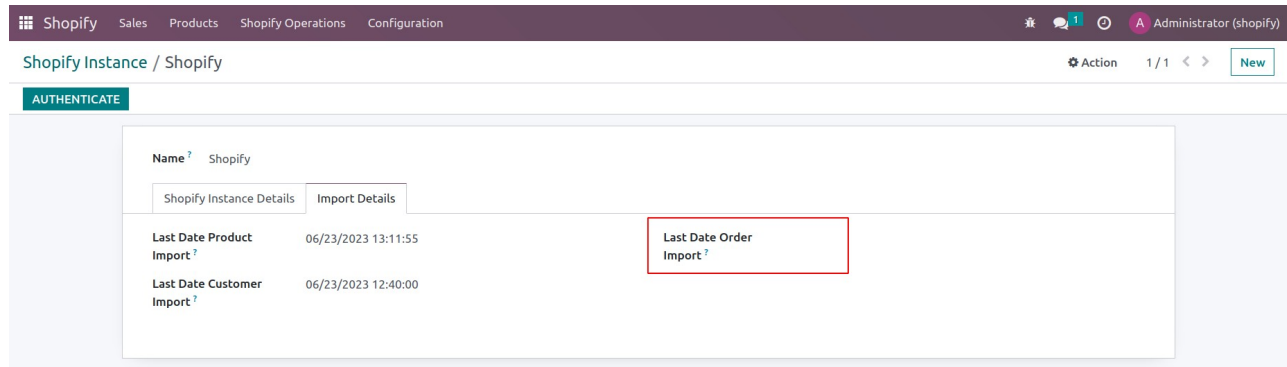 Shopify Sales Products Shopify Operations Configuration 1 A Administrator (shopify)
Shopify Instance / Shopify Action 1 / 1 New
AUTHENTICATE
Name ? Shopify
Shopify Instance Details Import Details
Last Date Product Import ? 06/23/2023 13:11:55 Last Date Order Import ?
Last Date Customer Import ? 06/23/2023 12:40:00